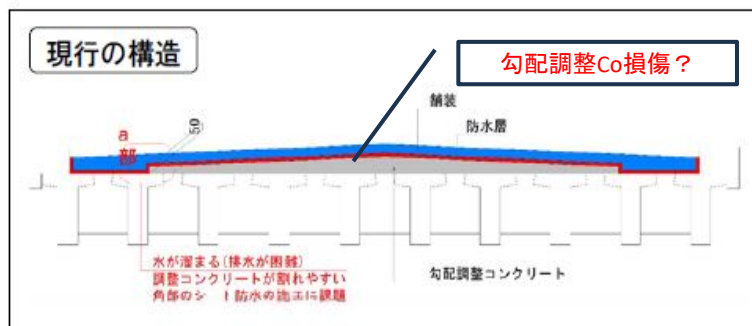 現行の構造
勾配調整Co損傷？
舗装
防水層
a
部
50
水が溜まる(排水が困難)
調整コンクリートが割れやすい
角部のシート防水の施工に課題
勾配調整コンクリート